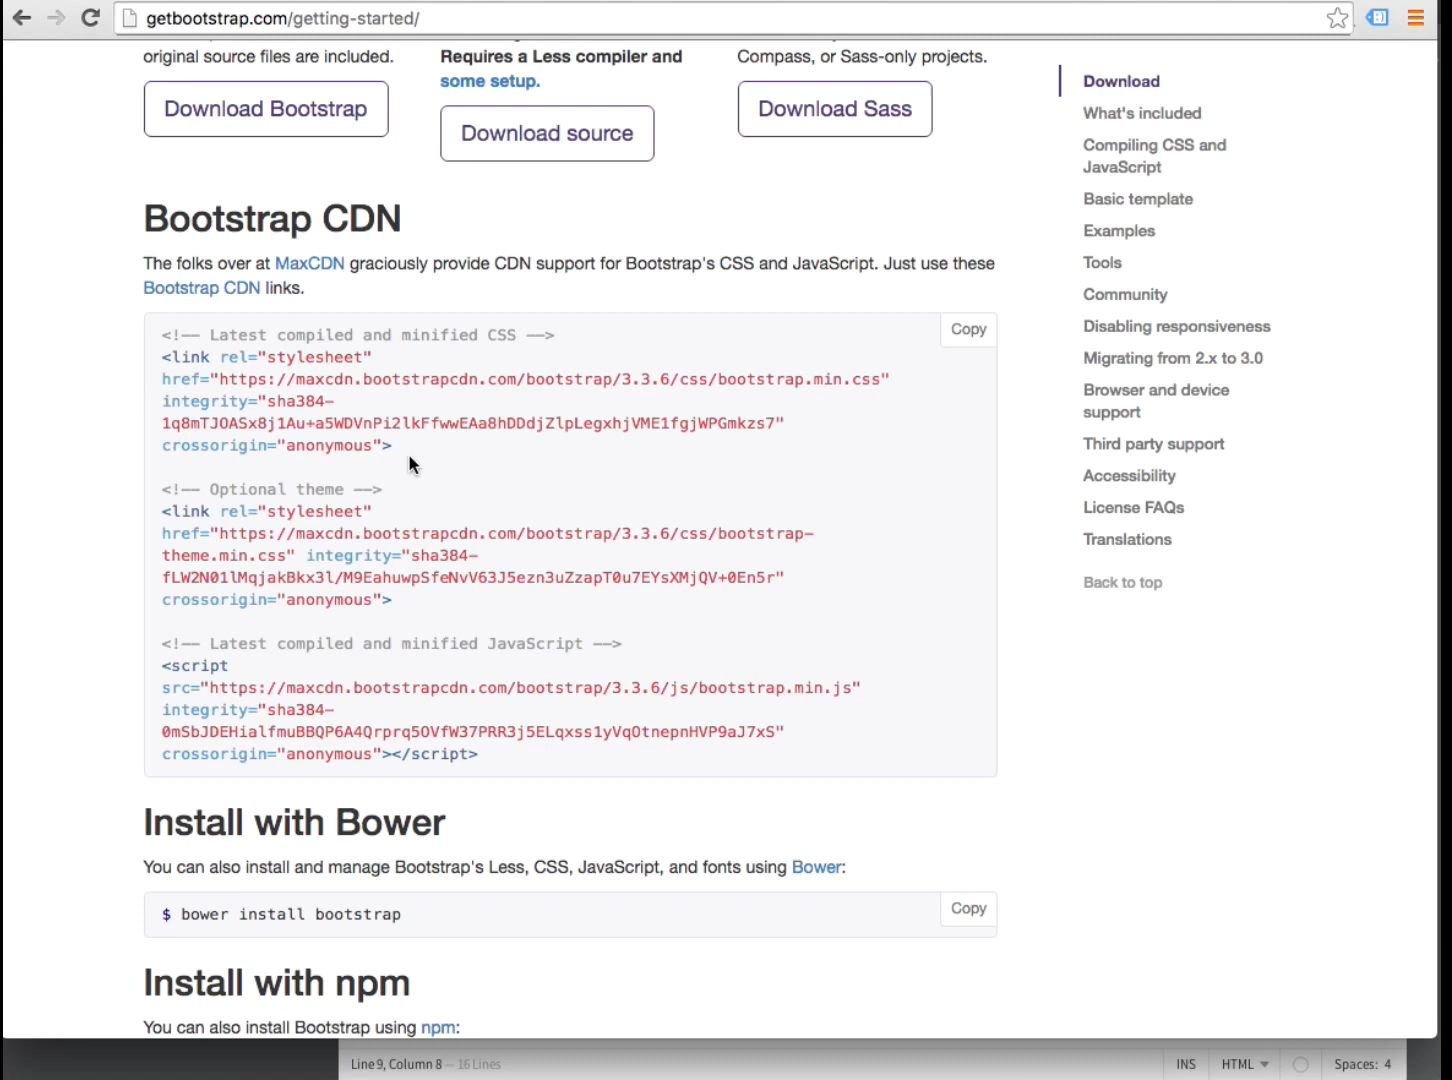 getbootstrap.com/getting-started/
original source files are included.
Download Bootstrap
Requires a Less compiler and
some setup.
Download source
Compass, or Sass-only projects.
Download Sass
Bootstrap CDN
The folks over at MaxCDN graciously provide CDN support for Bootstrap's CSS and JavaScript. Just use these
Bootstrap CDN links.
Copy
<!-- Latest compiled and minified CSS -->
<link rel="stylesheet"
href="https://maxcdn.bootstrapcdn.com/bootstrap/3.3.6/css/bootstrap.min.css"
integrity="sha384-
1q8mTJOASx8j1Au+a5WDVnPi2lkFfwwEAa8hDDdjZlpLegxhjVME1fgjWPGmkzs7"
crossorigin="anonymous">
<!-- Optional theme -->
<link rel="stylesheet"
href="https://maxcdn.bootstrapcdn.com/bootstrap/3.3.6/css/bootstrap-
theme.min.css" integrity="sha384-
fLW2N01lMqjakBkx3l/M9EahuwpSfeNvV63J5ezn3uZzapT0u7EYsXMjQV+0En5r"
crossorigin="anonymous">
<!-- Latest compiled and minified JavaScript -->
<script
src="https://maxcdn.bootstrapcdn.com/bootstrap/3.3.6/js/bootstrap.min.js"
integrity="sha384-
0mSbJDEHialfmuBBQP6A4Qrprq5OVfW37PRR3j5ELqxss1yVqOtnepnHVP9aJ7xS"
crossorigin="anonymous"></script>
Install with Bower
You can also install and manage Bootstrap's Less, CSS, JavaScript, and fonts using Bower:
$ bower install bootstrap
Copy
Install with npm
You can also install Bootstrap using npm:
Download
What's included
Compiling CSS and
JavaScript
Basic template
Examples
Tools
Community
Disabling responsiveness
Migrating from 2.x to 3.0
Browser and device
support
Third party support
Accessibility
License FAQs
Translations
Back to top
Line 9, Column 8 — 16 Lines
INS
HTML
Spaces: 4